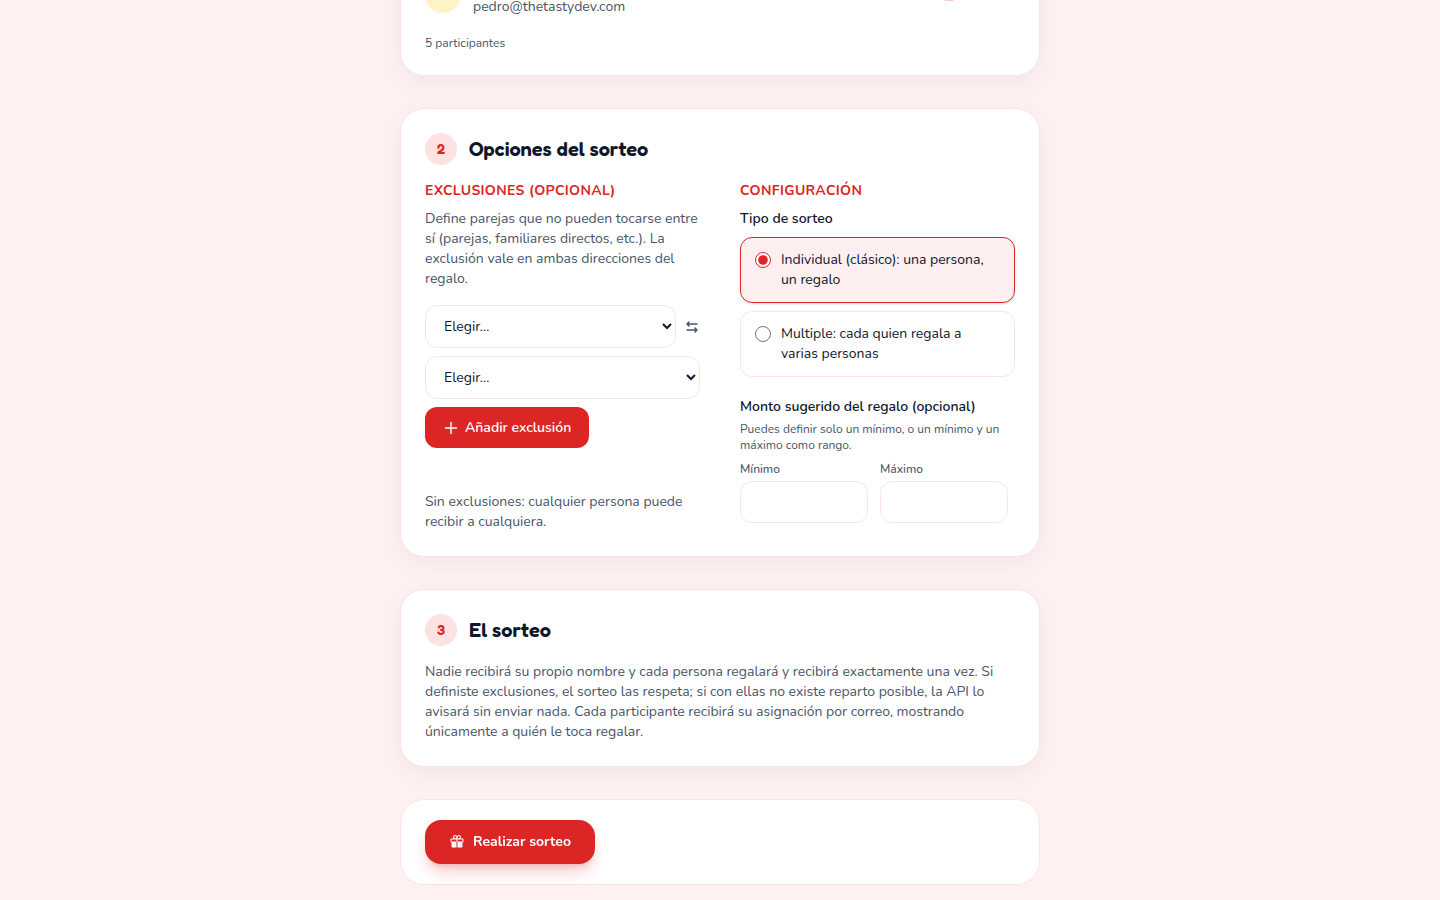 pedro@thetastydev.com
5 participantes
2
Opciones del sorteo
EXCLUSIONES (OPCIONAL)
Define parejas que no pueden tocarse entre
sí (parejas, familiares directos, etc.). La
exclusión vale en ambas direcciones del
regalo.
Elegir...
Elegir...
Añadir exclusión
Sin exclusiones: cualquier persona puede
recibir a cualquiera.
CONFIGURACIÓN
Tipo de sorteo
Individual (clásico): una persona,
un regalo
Multiple: cada quien regala a
varias personas
Monto sugerido del regalo (opcional)
Puedes definir solo un mínimo, o un mínimo y un
máximo como rango.
Mínimo
Máximo
3
El sorteo
Nadie recibirá su propio nombre y cada persona regalará y recibirá exactamente una vez. Si
definiste exclusiones, el sorteo las respeta; si con ellas no existe reparto posible, la API lo
avisará sin enviar nada. Cada participante recibirá su asignación por correo, mostrando
únicamente a quién le toca regalar.
Realizar sorteo